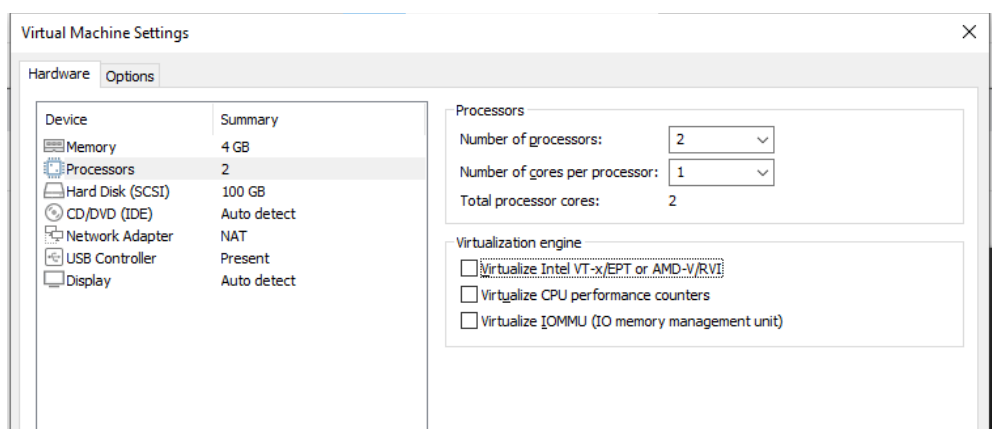 Virtual Machine Settings
Hardware Options
Device Summary
Memory 4 GB
Processors 2
Hard Disk (SCSI) 100 GB
CD/DVD (IDE) Auto detect
Network Adapter NAT
USB Controller Present
Display Auto detect
Processors
Number of processors: 2
Number of cores per processor: 1
Total processor cores: 2
Virtualization engine
Virtualize Intel VT-x/EPT or AMD-V/RVI
Virtualize CPU performance counters
Virtualize IOMMU (IO memory management unit)